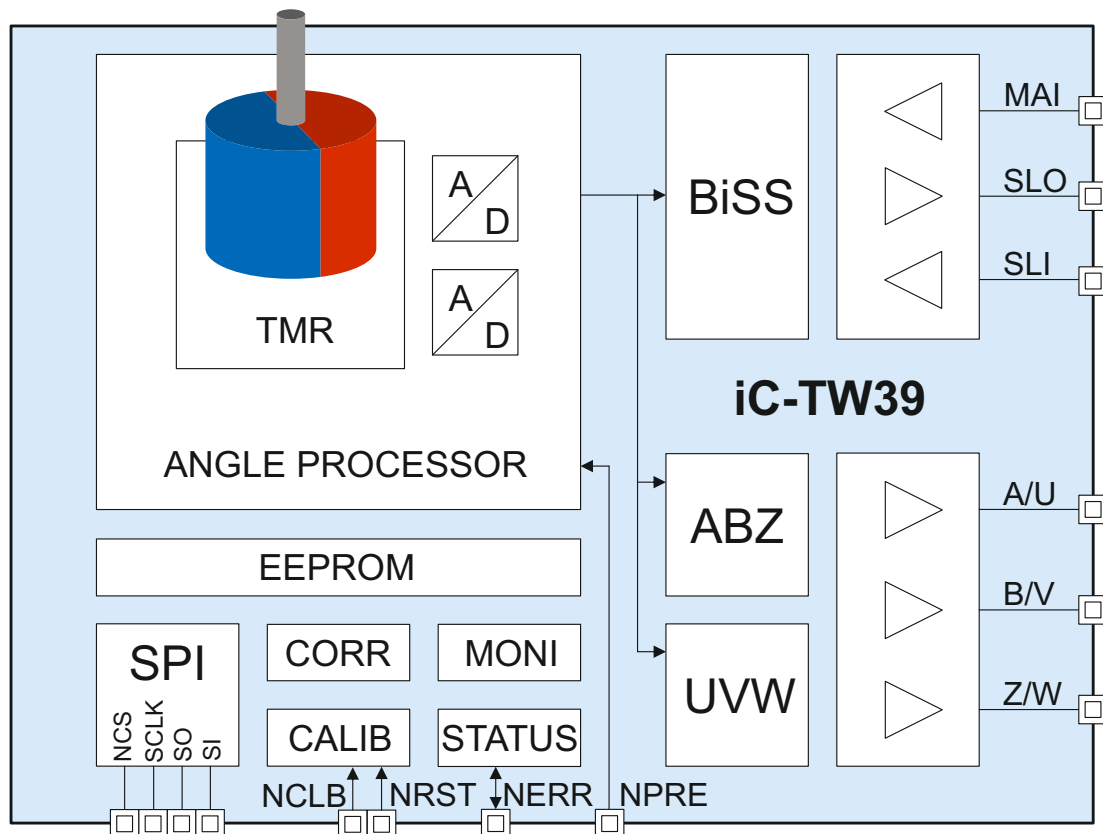 MAI
BiSS
SLO
A
D
SLI
A
D
TMR
iC-TW39
ANGLE PROCESSOR
A/U
ABZ
EEPROM
B/V
SPI
CORR
MONI
UVW
Z/W
NCS
SCLK
SO
SI
CALIB
STATUS
NCLB
NRST
NERR
NPRE